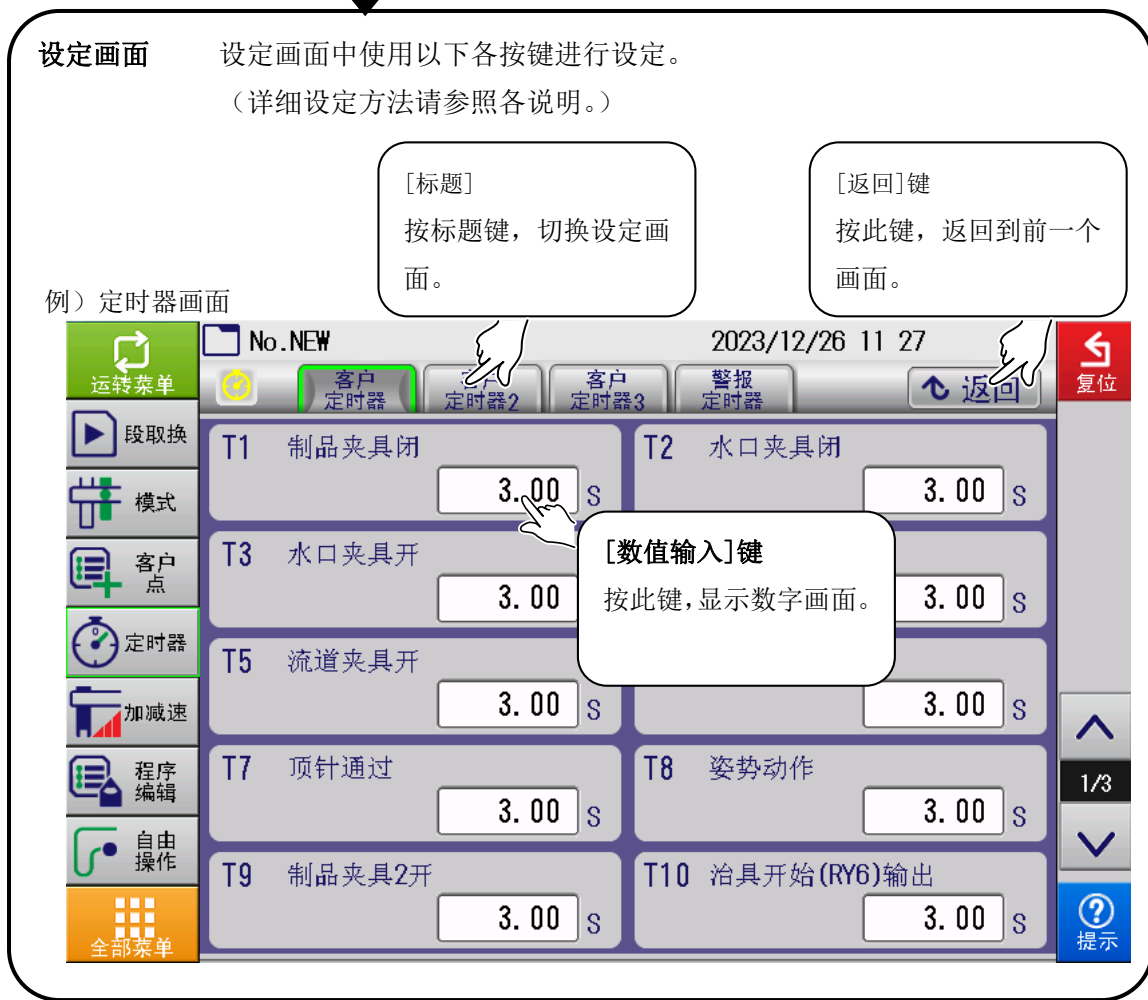 设定画面 设定画面中使用以下各按键进行设定。
（详细设定方法请参照各说明。）
[标题]
按标题键，切换设定画
面。
[返回]键
按此键，返回到前一个
画面。
例）定时器画面
运转菜单
No.NEW 2023/12/26 11 27
复位
客户
定时器
定时器2
客户
定时器3
警报
定时器
返回
段取换
模式
客户
点
定时器
加减速
程序
编辑
自由
操作
全部菜单
T1 制品夹具闭
3.00 S
T2 水口夹具闭
3.00 S
T3 水口夹具开
3.00
[数值输入]键
按此键，显示数字画面。
3.00 S
T5 流道夹具开
3.00 S
3.00 S
T7 顶针通过
3.00 S
T8 姿势动作
3.00 S
T9 制品夹具2开
3.00 S
T10 治具开始(RY6)输出
3.00 S
1/3
提示